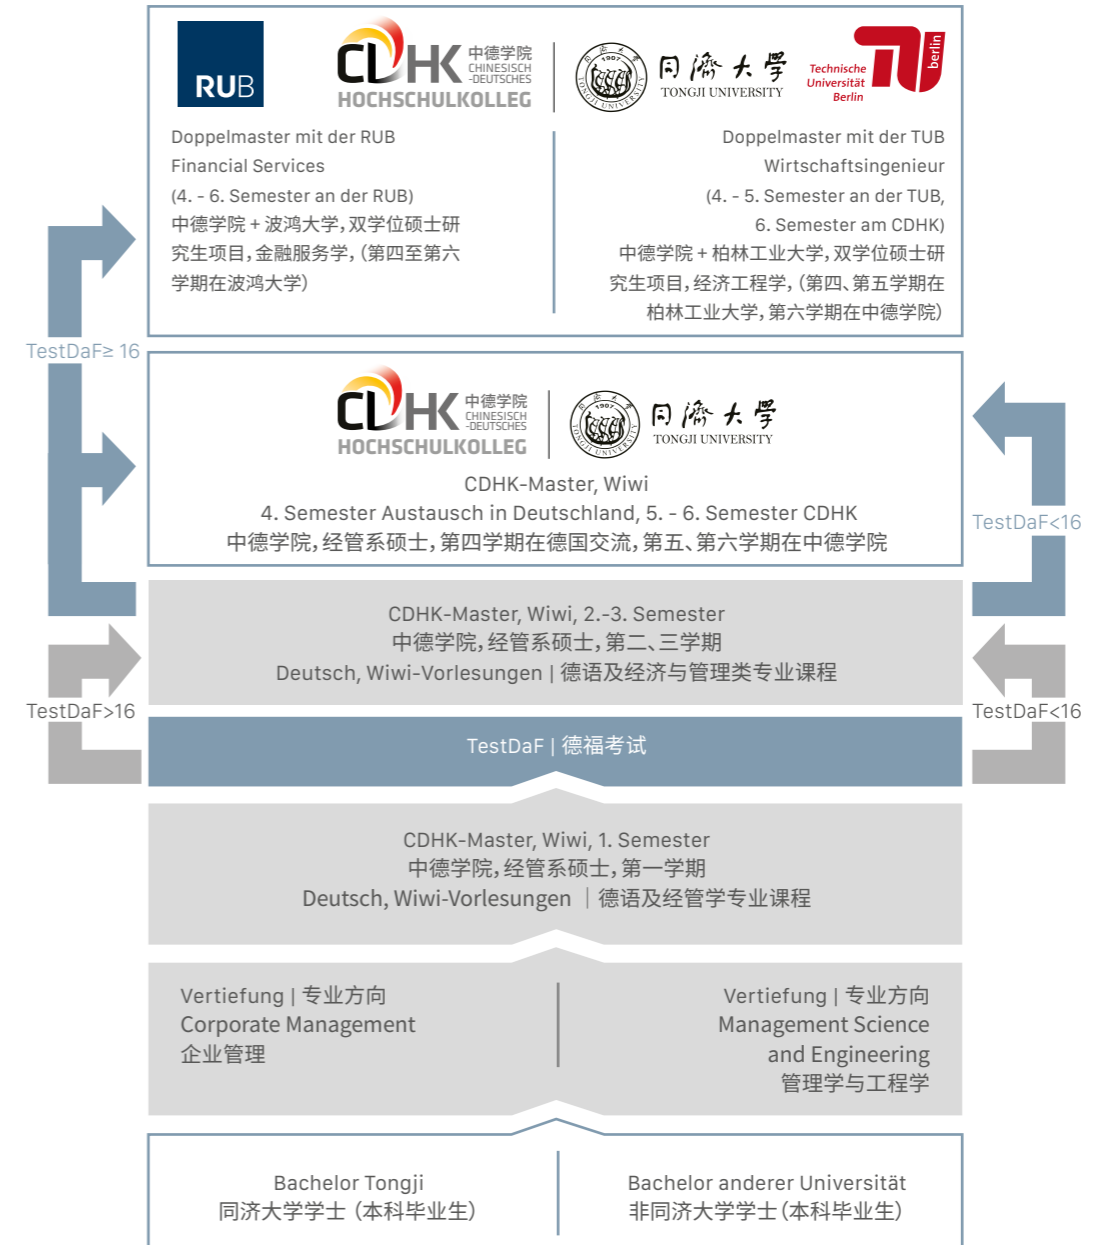 RUB
CDHK 中德学院
CHINESISCH
-DEUTSCHES
HOCHSCHULKOLLEG
1907
TONGJI UNIVERSITY
同濟大学
TONGJI UNIVERSITY
Technische
Universität
Berlin
TU berlin
Doppelmaster mit der RUB
Financial Services
(4. - 6. Semester an der RUB)
中德学院 + 波鸿大学，双学位硕士研
究生项目，金融服务学，（第四至第六
学期在波鸿大学）
Doppelmaster mit der TUB
Wirtschaftsingenieur
(4. - 5. Semester an der TUB,
6. Semester am CDHK)
中德学院 + 柏林工业大学，双学位硕士研
究生项目，经济工程学，（第四、第五学期在
柏林工业大学，第六学期在中德学院）
TestDaF≥ 16
CDHK 中德学院
CHINESISCH
-DEUTSCHES
HOCHSCHULKOLLEG
1907
TONGJI UNIVERSITY
同濟大学
TONGJI UNIVERSITY
CDHK-Master, Wiwi
4. Semester Austausch in Deutschland, 5. - 6. Semester CDHK
中德学院，经管系硕士，第四学期在德国交流，第五、第六学期在中德学院
TestDaF<16
CDHK-Master, Wiwi, 2.-3. Semester
中德学院，经管系硕士，第二、三学期
Deutsch, Wiwi-Vorlesungen | 德语及经济与管理类专业课程
TestDaF>16
TestDaF<16
TestDaF | 德福考试
CDHK-Master, Wiwi, 1. Semester
中德学院，经管系硕士，第一学期
Deutsch, Wiwi-Vorlesungen | 德语及经管学专业课程
Vertiefung | 专业方向
Corporate Management
企业管理
Vertiefung | 专业方向
Management Science
and Engineering
管理学与工程学
Bachelor Tongji
同济大学学士（本科毕业生）
Bachelor anderer Universität
非同济大学学士（本科毕业生）